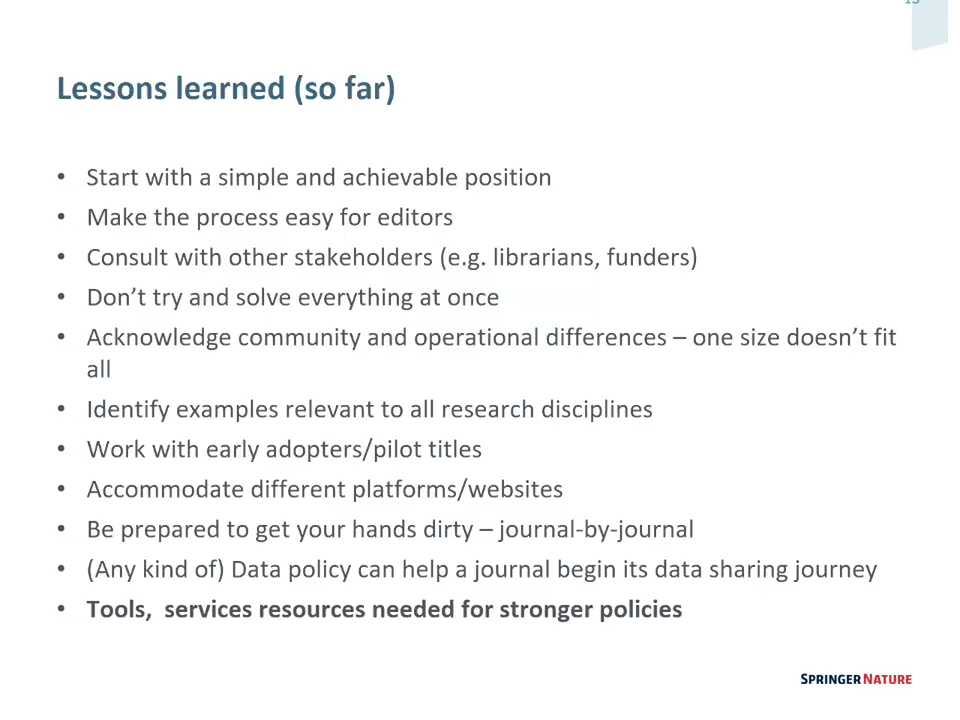 Lessons learned (so far)
• Start with a simple and achievable position
• Make the process easy for editors
• Consult with other stakeholders (e.g. librarians, funders)
• Don’t try and solve everything at once
• Acknowledge community and operational differences – one size doesn’t fit
all
• Identify examples relevant to all research disciplines
• Work with early adopters/pilot titles
• Accommodate different platforms/websites
• Be prepared to get your hands dirty – journal-by-journal
• (Any kind of) Data policy can help a journal begin its data sharing journey
• Tools,  services resources needed for stronger policies
SPRINGER NATURE